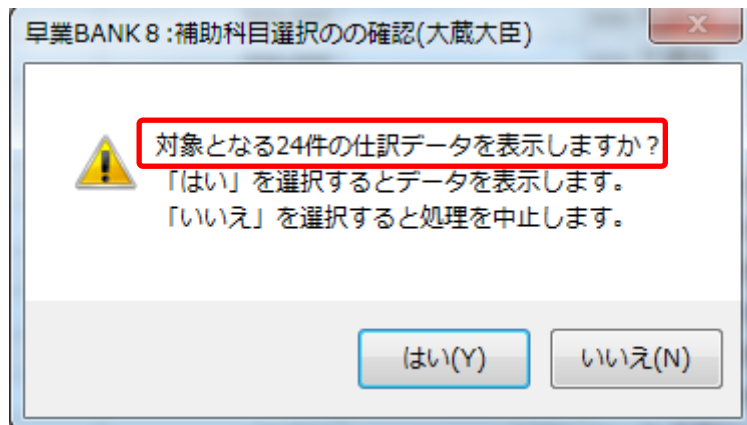 早業BANK８:補助科目選択のの確認(大蔵大臣)
対象となる24件の仕訳データを表示しますか？
「はい」を選択するとデータを表示します。
「いいえ」を選択すると処理を中止します。
はい(Y)
いいえ(N)